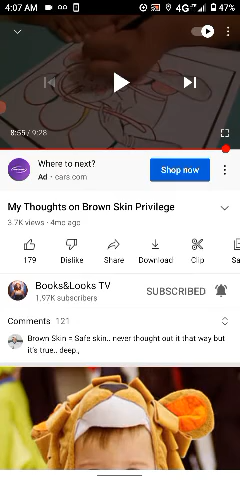 4:07 AM
4G
47%
8:55 / 9:28
Where to next?
Ad · cars.com
Shop now
My Thoughts on Brown Skin Privilege
3.7K views · 4mo ago
179
Dislike
Share
Download
Clip
Sa
Books&Looks TV
1.97K subscribers
SUBSCRIBED
Comments 121
Brown Skin = Safe skin.. never thought out it that way but
it's true.. deep,,